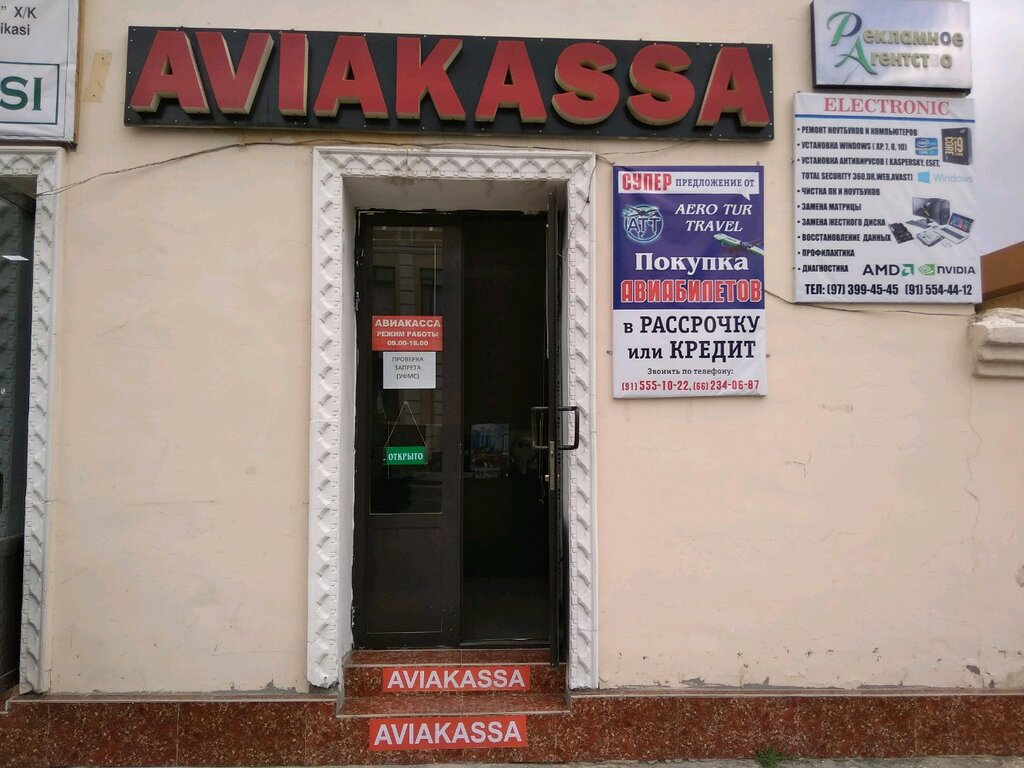 " X/K
ikasi
SI
AVIAKASSA
Рекламное
Агентство
ELECTRONIC
• РЕМОНТ НОУТБУКОВ И КОМПЬЮТЕРОВ
• УСТАНОВКА WINDOWS ( XP, 7, 8, 10)
• УСТАНОВКА АНТИВИРУСОВ ( KASPERSKY, ESET,
TOTAL SECURITY 360,DR.WEB,AVAST)
• ЧИСТКА ПК И НОУТБУКОВ
• ЗАМЕНА МАТРИЦЫ
• ЗАМЕНА ЖЕСТКОГО ДИСКА
• ВОССТАНОВЛЕНИЕ ДАННЫХ
• ПРОФИЛАКТИКА
• ДИАГНОСТИКА
CORE i9
Windows
AMD
NVIDIA
ТЕЛ: (97) 399-45-45 (91) 554-44-12
СУПЕР ПРЕДЛОЖЕНИЕ ОТ
ATT
AERO TUR
TRAVEL
Покупка
АВИАБИЛЕТОВ
в РАССРОЧКУ
или КРЕДИТ
Звонить по телефону:
(91) 555-10-22, (66) 234-06-87
АВИАКАССА
РЕЖИМ РАБОТЫ
09.00-18.00
ПРОВЕРКА
ЗАПРЕТА
(УФМС)
ОТКРЫТО
AVIAKASSA
AVIAKASSA